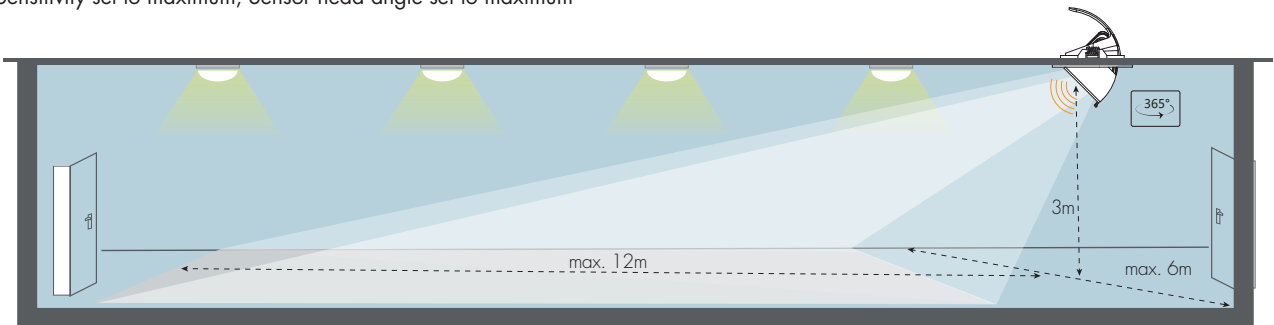 Sensitivity set to maximum, Sensor head angle set to maximum
365°
3m
max. 12m
max. 6m